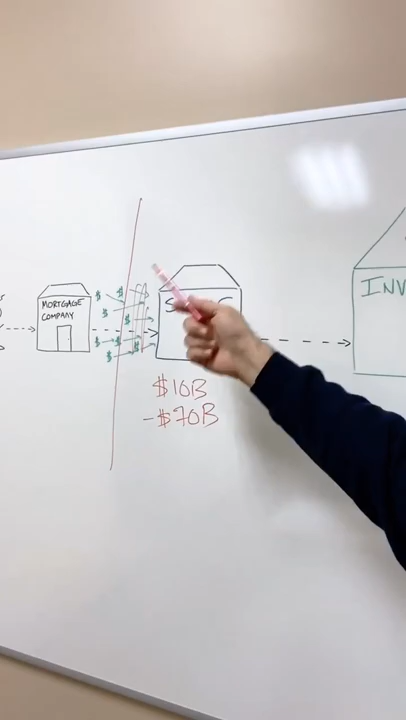 MORTGAGE
COMPANY
$ $
$
$
$ $ $
$
INV
$10B
-$70B